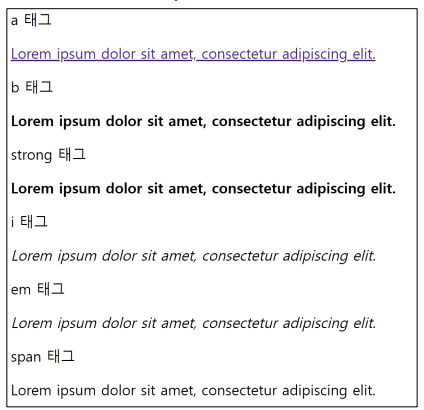 a 태그
Lorem ipsum dolor sit amet, consectetur adipiscing elit.
b 태그
Lorem ipsum dolor sit amet, consectetur adipiscing elit.
strong 태그
Lorem ipsum dolor sit amet, consectetur adipiscing elit.
i 태그
Lorem ipsum dolor sit amet, consectetur adipiscing elit.
em 태그
Lorem ipsum dolor sit amet, consectetur adipiscing elit.
span 태그
Lorem ipsum dolor sit amet, consectetur adipiscing elit.